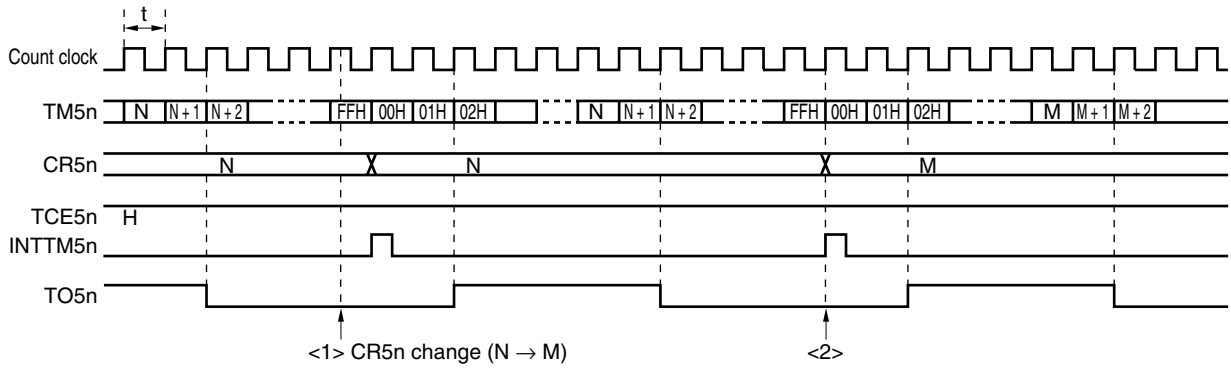 t
Count clock
TM5n N N + 1 N + 2 FFH 00H 01H 02H N N + 1 N + 2 FFH 00H 01H 02H M M + 1 M + 2
CR5n N N M
TCE5n H
INTTM5n
TO5n
<1> CR5n change (N → M) <2>